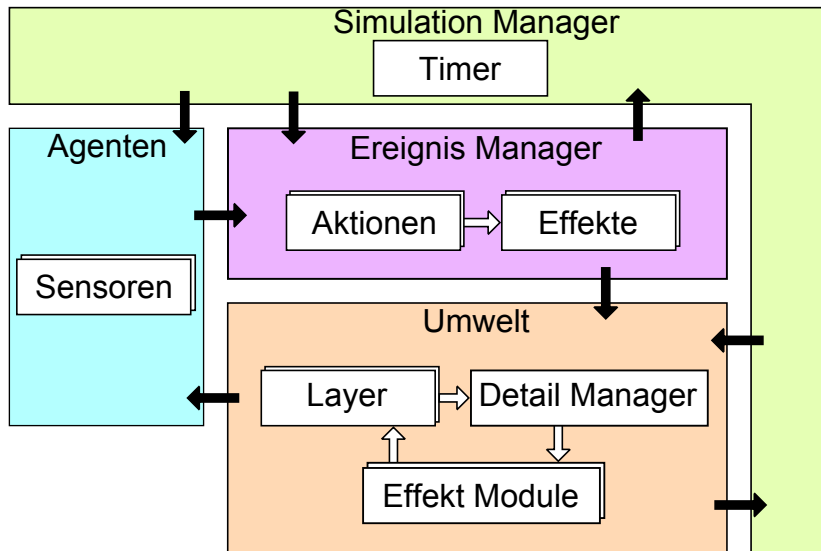 Simulation Manager
Timer
Agenten
Ereignis Manager
Aktionen
Effekte
Sensoren
Umwelt
Layer
Detail Manager
Effekt Module